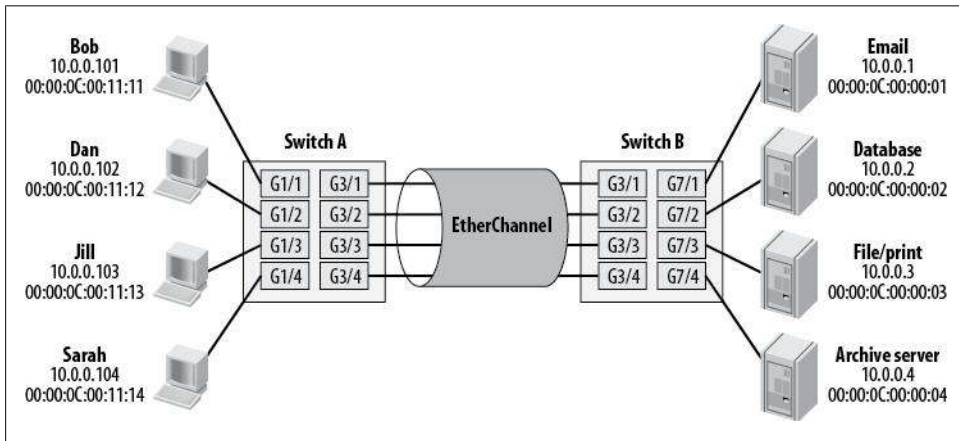 Bob
10.0.0.101
00:00:0C:00:11:11
Dan
10.0.0.102
00:00:0C:00:11:12
Jill
10.0.0.103
00:00:0C:00:11:13
Sarah
10.0.0.104
00:00:0C:00:11:14
Switch A
G1/1 G3/1
G1/2 G3/2
G1/3 G3/3
G1/4 G3/4
EtherChannel
Switch B
G3/1 G7/1
G3/2 G7/2
G3/3 G7/3
G3/4 G7/4
Email
10.0.0.1
00:00:0C:00:00:01
Database
10.0.0.2
00:00:0C:00:00:02
File/print
10.0.0.3
00:00:0C:00:00:03
Archive server
10.0.0.4
00:00:0C:00:00:04